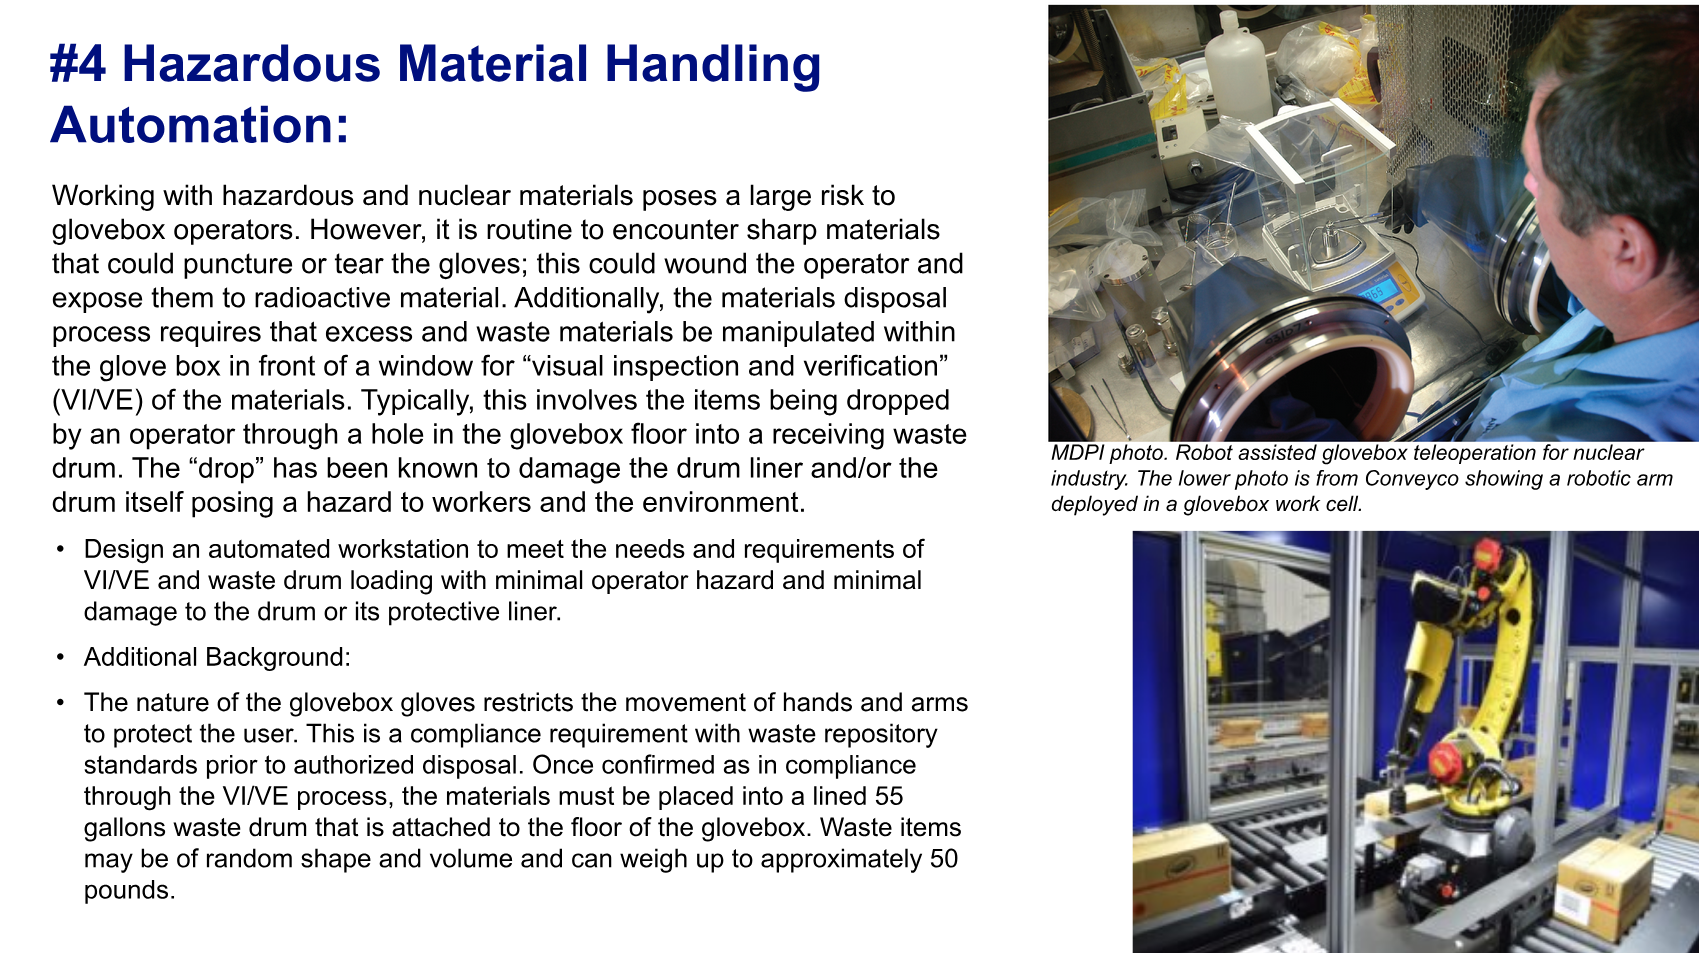 #4 Hazardous Material Handling
Automation:
Working with hazardous and nuclear materials poses a large risk to
glovebox operators. However, it is routine to encounter sharp materials
that could puncture or tear the gloves; this could wound the operator and
expose them to radioactive material. Additionally, the materials disposal
process requires that excess and waste materials be manipulated within
the glove box in front of a window for “visual inspection and verification”
(VI/VE) of the materials. Typically, this involves the items being dropped
by an operator through a hole in the glovebox floor into a receiving waste
drum. The “drop” has been known to damage the drum liner and/or the
drum itself posing a hazard to workers and the environment.
• Design an automated workstation to meet the needs and requirements of
VI/VE and waste drum loading with minimal operator hazard and minimal
damage to the drum or its protective liner.
• Additional Background:
• The nature of the glovebox gloves restricts the movement of hands and arms
to protect the user. This is a compliance requirement with waste repository
standards prior to authorized disposal. Once confirmed as in compliance
through the VI/VE process, the materials must be placed into a lined 55
gallons waste drum that is attached to the floor of the glovebox. Waste items
may be of random shape and volume and can weigh up to approximately 50
pounds.
MDPI photo. Robot assisted glovebox teleoperation for nuclear
industry. The lower photo is from Conveyco showing a robotic arm
deployed in a glovebox work cell.